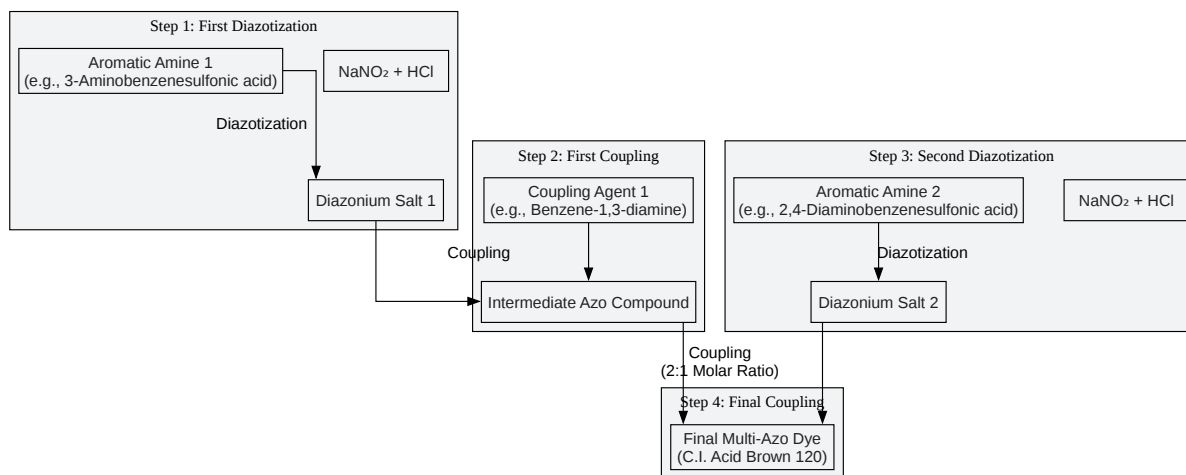 Step 1: First Diazotization
Aromatic Amine 1
(e.g., 3-Aminobenzenesulfonic acid)
NaNO₂ + HCl
Diazotization
Diazonium Salt 1
Step 2: First Coupling
Coupling Agent 1
(e.g., Benzene-1,3-diamine)
Coupling
Intermediate Azo Compound
Step 3: Second Diazotization
Aromatic Amine 2
(e.g., 2,4-Diaminobenzenesulfonic acid)
NaNO₂ + HCl
Diazotization
Diazonium Salt 2
Coupling
(2:1 Molar Ratio)
Step 4: Final Coupling
Final Multi-Azo Dye
(C.I. Acid Brown 120)